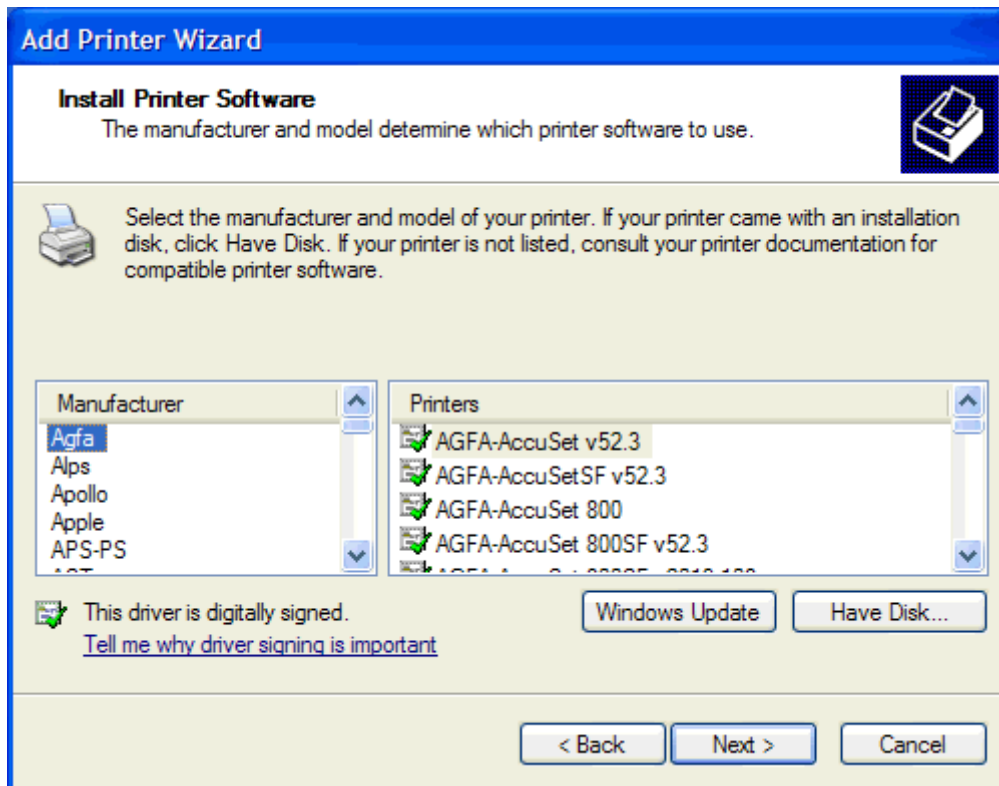 Add Printer Wizard
Install Printer Software
The manufacturer and model determine which printer software to use.
Select the manufacturer and model of your printer. If your printer came with an installation
disk, click Have Disk. If your printer is not listed, consult your printer documentation for
compatible printer software.
Manufacturer
Agfa
Alps
Apollo
Apple
APS-PS
Printers
AGFA-AccuSet v52.3
AGFA-AccuSetSF v52.3
AGFA-AccuSet 800
AGFA-AccuSet 800SF v52.3
This driver is digitally signed.
Tell me why driver signing is important
Windows Update
Have Disk...
< Back
Next >
Cancel